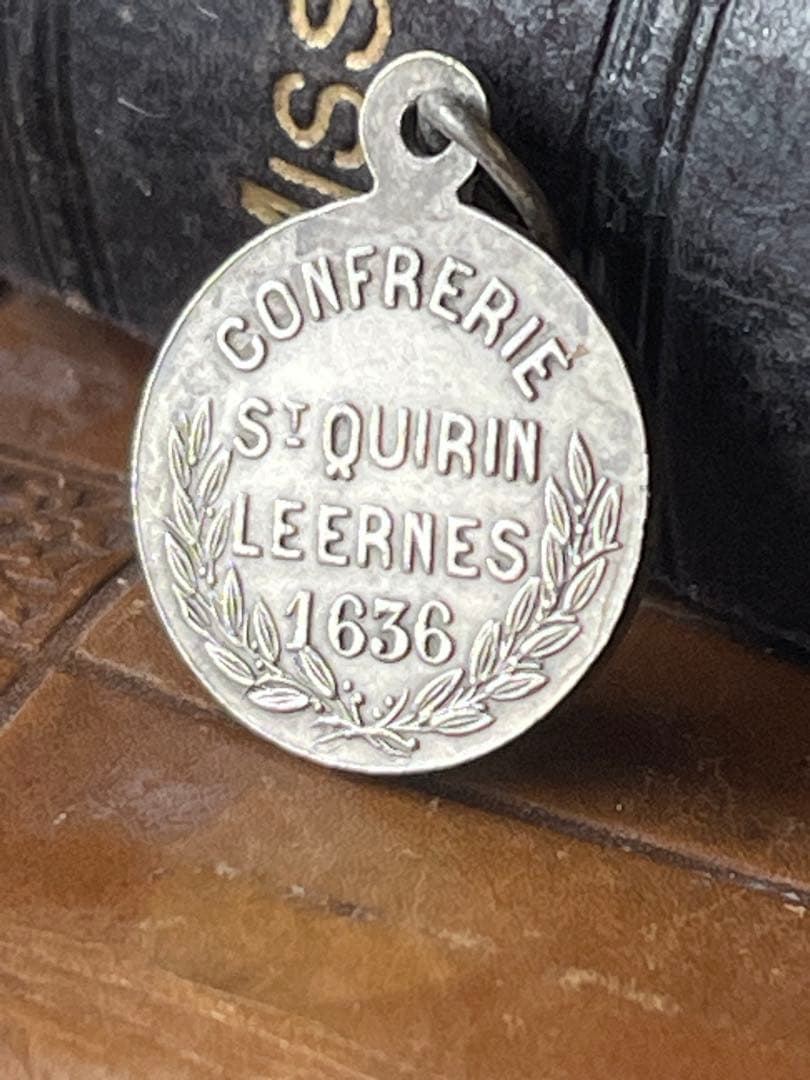 CONFRERIE
ST QUIRIN
LEERNES
1636